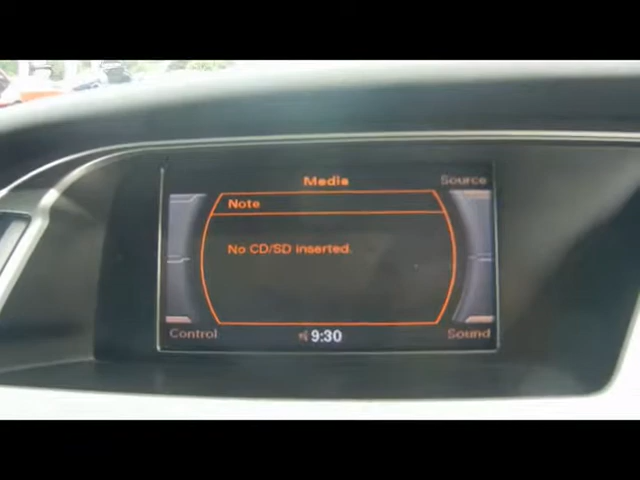 Media
Source
Note
No CD/SD inserted.
Control
9:30
Sound